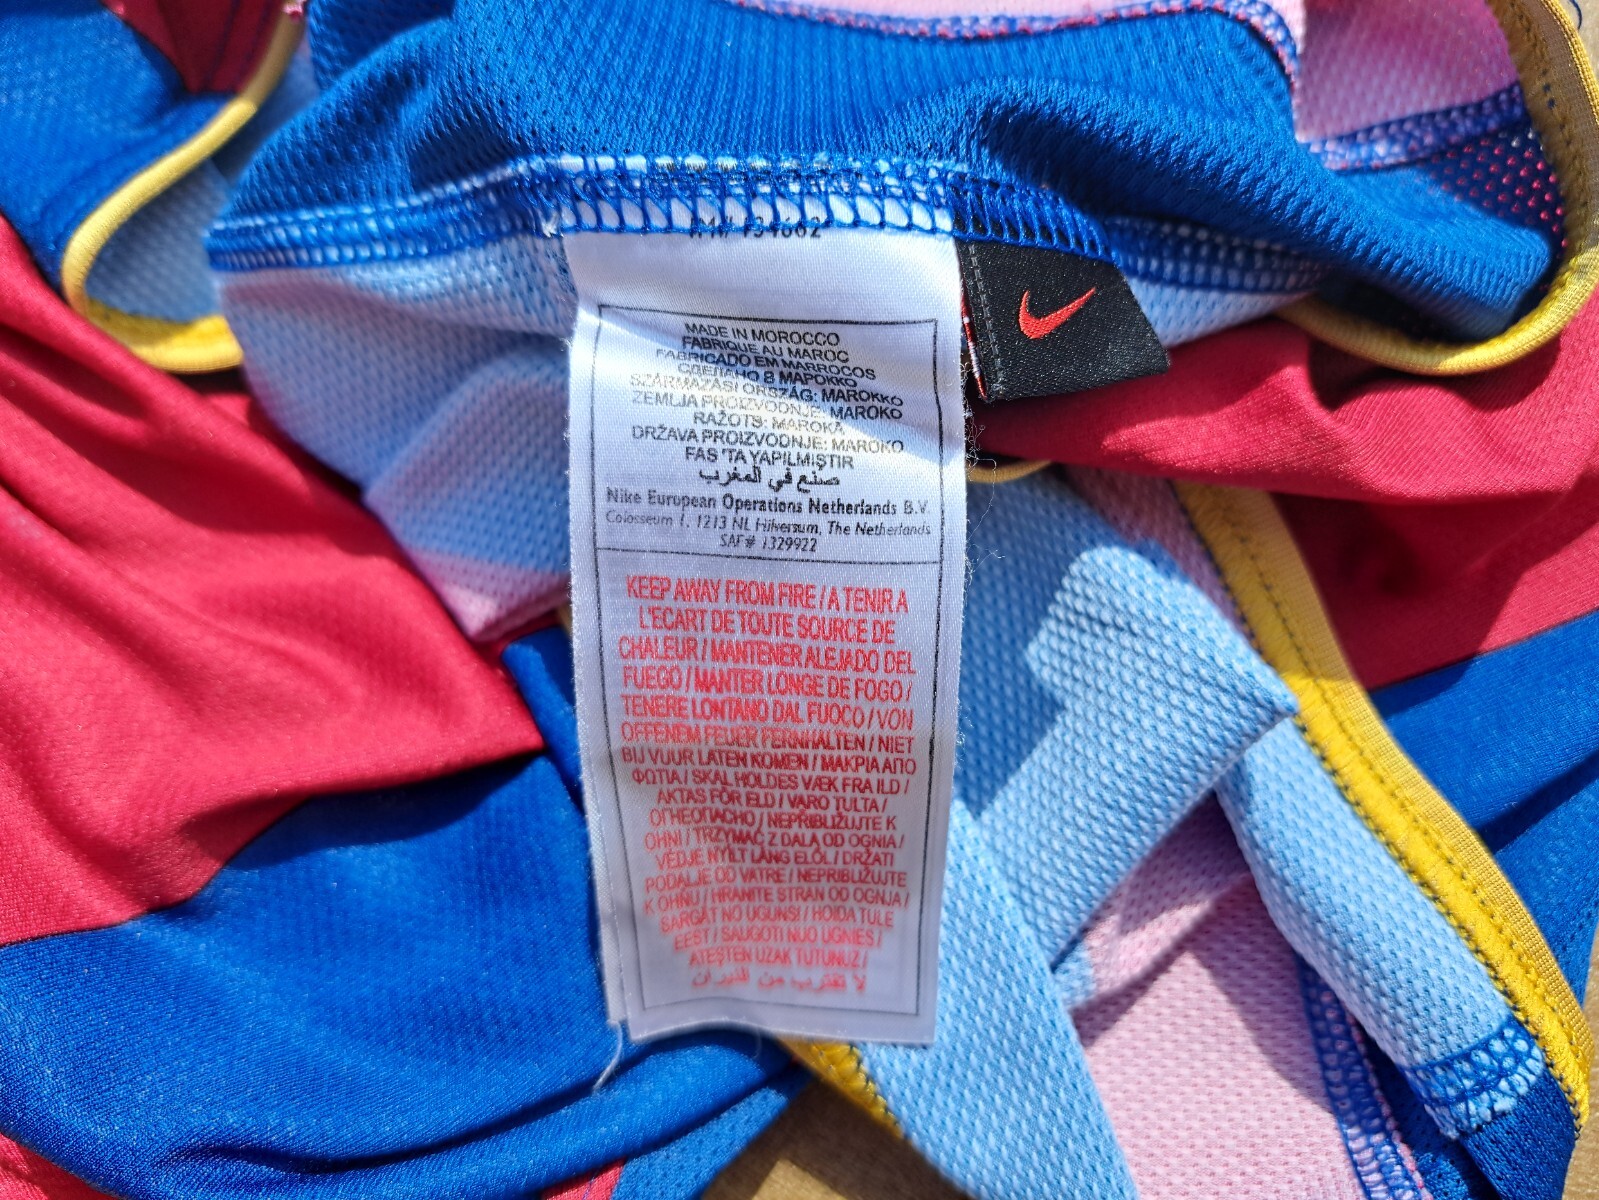 MADE IN MOROCCO
FABRIQUE AU MAROC
FABRICADO EM MARROCOS
СДЕЛАНО В МАРОККО
SZÁRMAZÁSI ORSZÁG: MAROKKO
ZEMLJA PROIZVODNJE: MAROKO
RAŽOTS: MAROKA
DRŽAVA PROIZVODNJE: MAROKO
FAS 'TA YAPILMIŞTIR
صنع في المغرب
Nike European Operations Netherlands B.V.
Colosseum 1, 1213 NL Hilversum, The Netherlands
SAF# 1329922
KEEP AWAY FROM FIRE / A TENIR A
L'ECART DE TOUTE SOURCE DE
CHALEUR / MANTENER ALEJADO DEL
FUEGO / MANTER LONGE DE FOGO /
TENERE LONTANO DAL FUOCO / VON
OFFENEM FEUER FERNHALTEN / NIET
BIJ VUUR LATEN KOMEN / ΜΑΚΡΙΑ ΑΠΟ
ΦΩΤΙΑ / SKAL HOLDES VÆK FRA ILD /
AKTAS FÖR ELD / VARO TULTA /
ОГНЕОПАСНО / NEPŘIBLIŽUJTE K
OHNI / TRZYMAĆ Z DALA OD OGNIA /
VÉDJE NYÍLT LÁNG ELŐL / DRŽATI
PODALJE OD VATRE / NEPRIBLIŽUJTE
K OHŇU / HRANITE STRAN OD OGNJA /
SARGĀT NO UGUNS! / HOIDA TULE
EEST / SAUGOTI NUO UGNIES /
ATEŞTEN UZAK TUTUNUZ /
لا تقترب من النيران